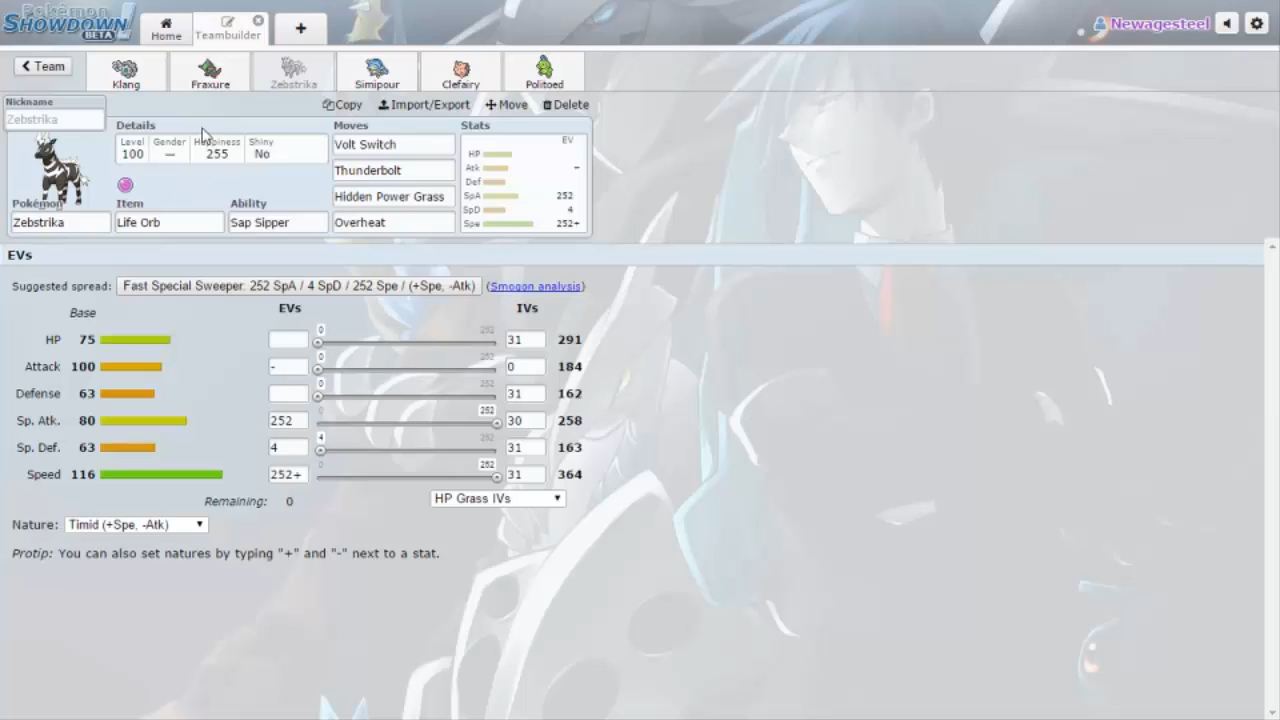 Pokémon
SHOWDOWN!
BETA
Home
Teambuilder
+
Newagesteel
Team
Klang
Fraxure
Zebstrika
Simipour
Clefairy
Politoed
Nickname
Zebstrika
Copy Import/Export Move Delete
Details
Level Gender Happiness Shiny
100 — 255 No
Pokémon Item Ability
Zebstrika Life Orb Sap Sipper
Moves
Volt Switch
Thunderbolt
Hidden Power Grass
Overheat
Stats
EV
HP
Atk -
Def
SpA 252
SpD 4
Spe 252+
EVs
Suggested spread: Fast Special Sweeper: 252 SpA / 4 SpD / 252 Spe / (+Spe, -Atk) (Smogon analysis)
Base EVs IVs
HP 75 0 252 31 291
Attack 100 - 0 252 0 184
Defense 63 0 252 31 162
Sp. Atk. 80 252 0 252 30 258
Sp. Def. 63 4 4 252 31 163
Speed 116 252+ 0 252 31 364
Remaining: 0 HP Grass IVs
Nature: Timid (+Spe, -Atk)
Protip: You can also set natures by typing "+" and "-" next to a stat.